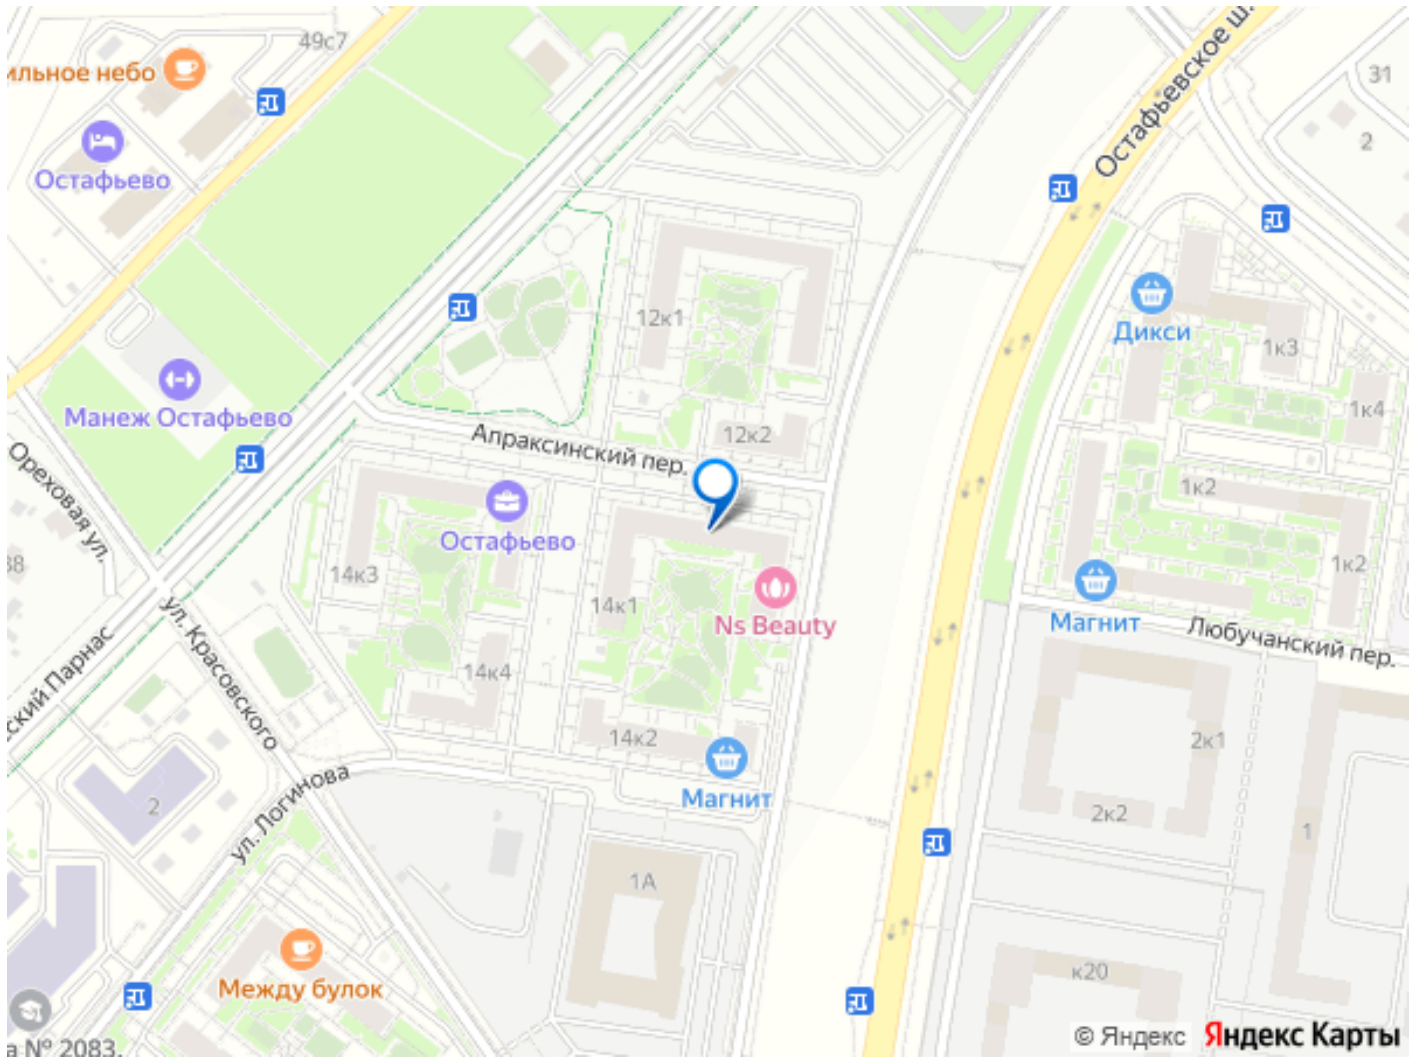 49с7
ильное небо
Остафьево
Манеж Остафьево
Ореховая ул.
38
ул. Красовского
ский Парнас
ул. Логинова
2
Между булок
а № 2083,
Апраксинский пер.
12к1
12к2
14к3
Остафьево
14к4
14к1
Ns Beauty
14к2
Магнит
1А
Остафьевское ш.
31
2
Дикси
1к3
1к4
1к2
1к2
Магнит
Любучанский пер.
2к1
2к2
1
к20
© Яндекс Яндекс Карты